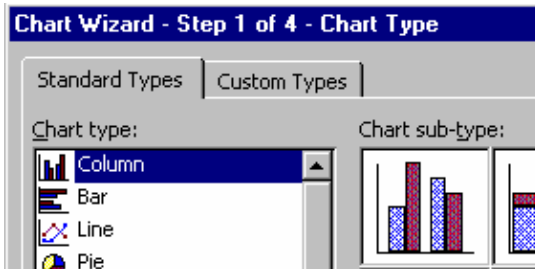 Chart Wizard - Step 1 of 4 - Chart Type
Standard Types Custom Types
Chart type: Chart sub-type:
Column
Bar
Line
Pie